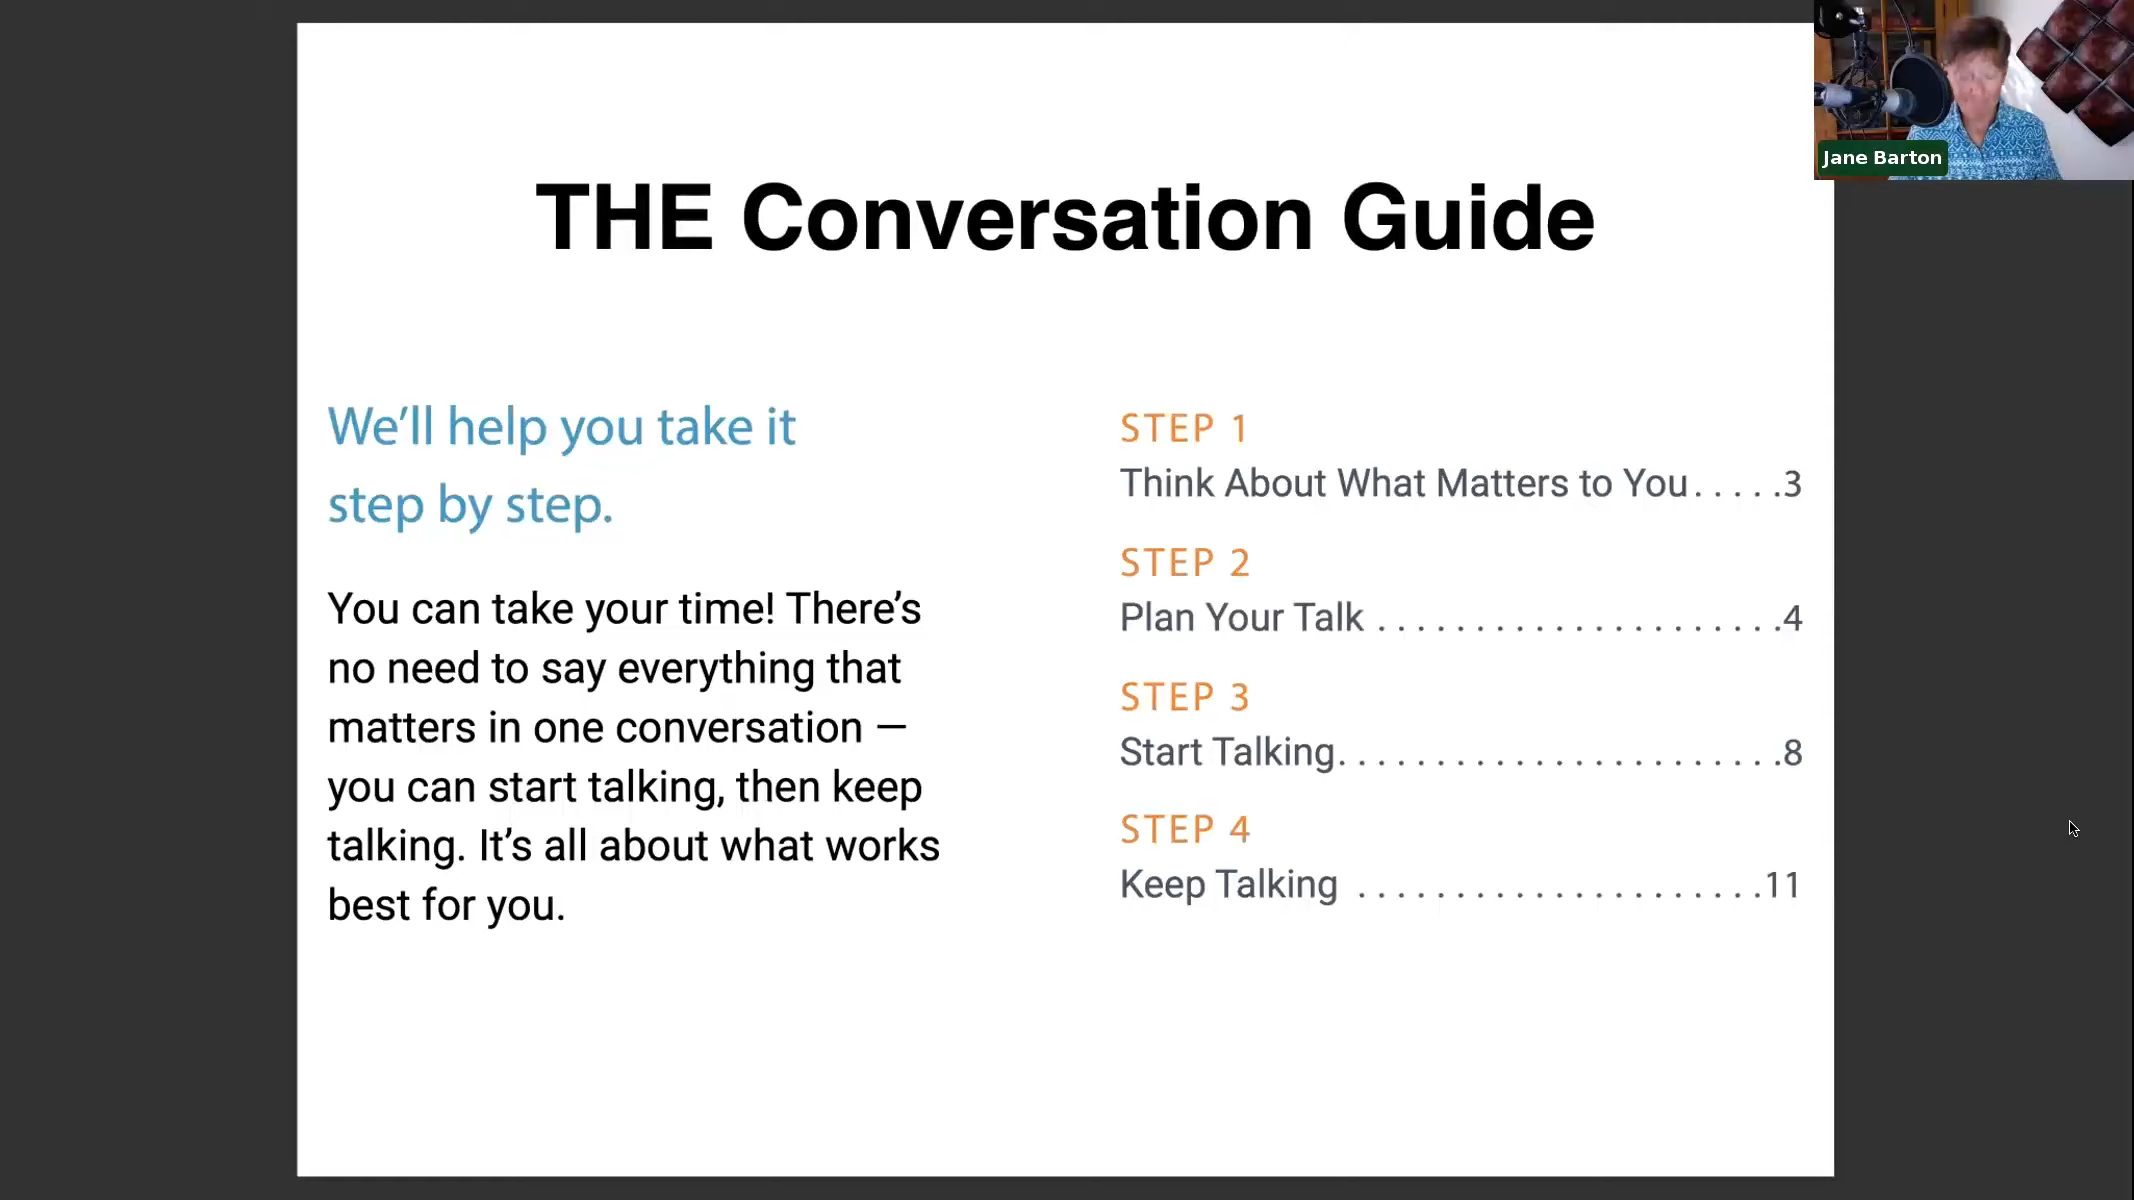 THE Conversation Guide
We'll help you take it
step by step.
You can take your time! There's
no need to say everything that
matters in one conversation —
you can start talking, then keep
talking. It's all about what works
best for you.
STEP 1
Think About What Matters to You. . . . .3
STEP 2
Plan Your Talk . . . . . . . . . . . . . . . . . . . . .4
STEP 3
Start Talking. . . . . . . . . . . . . . . . . . . . . . .8
STEP 4
Keep Talking . . . . . . . . . . . . . . . . . . . . .11
Jane Barton